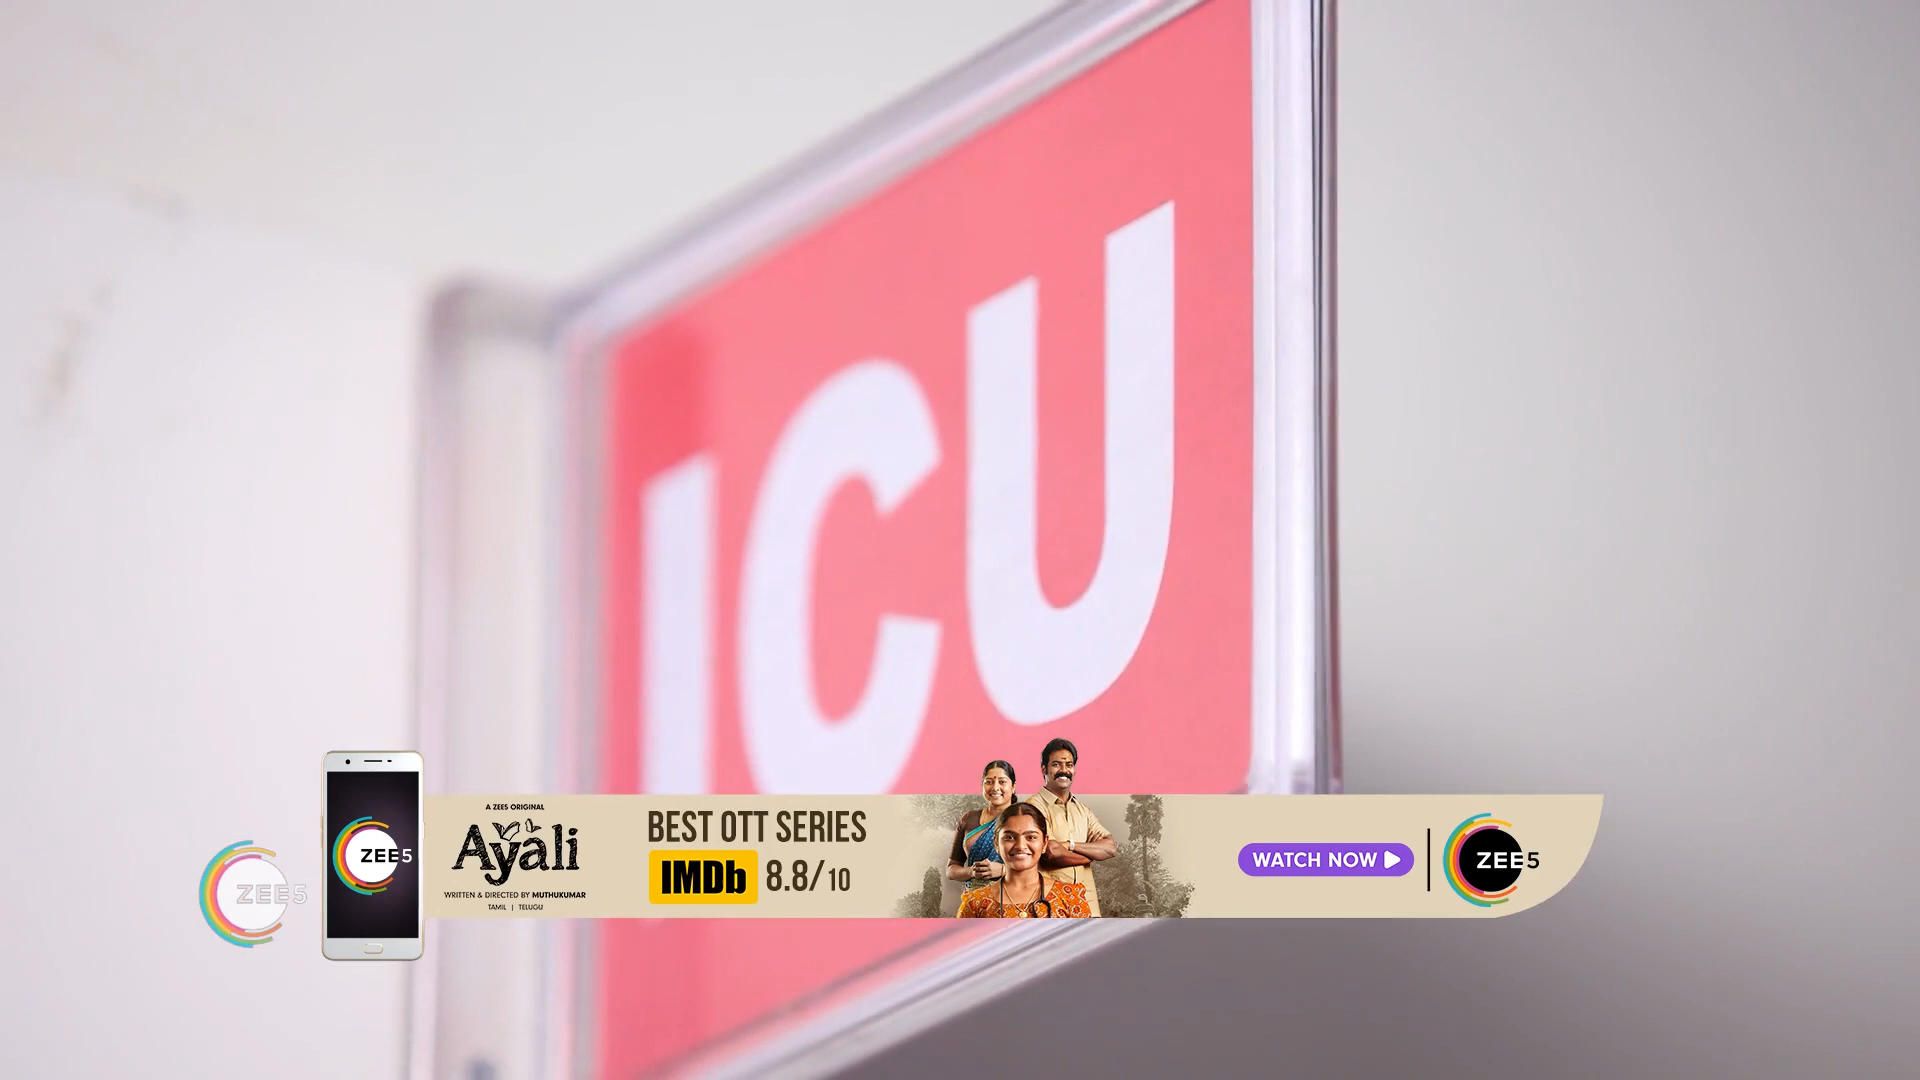 ICU
A ZEE5 ORIGINAL
Ayali
WRITTEN & DIRECTED BY MUTHUKUMAR
TAMIL | TELUGU
BEST OTT SERIES
IMDb 8.8/10
WATCH NOW
ZEE5
ZEE5
ZEE5